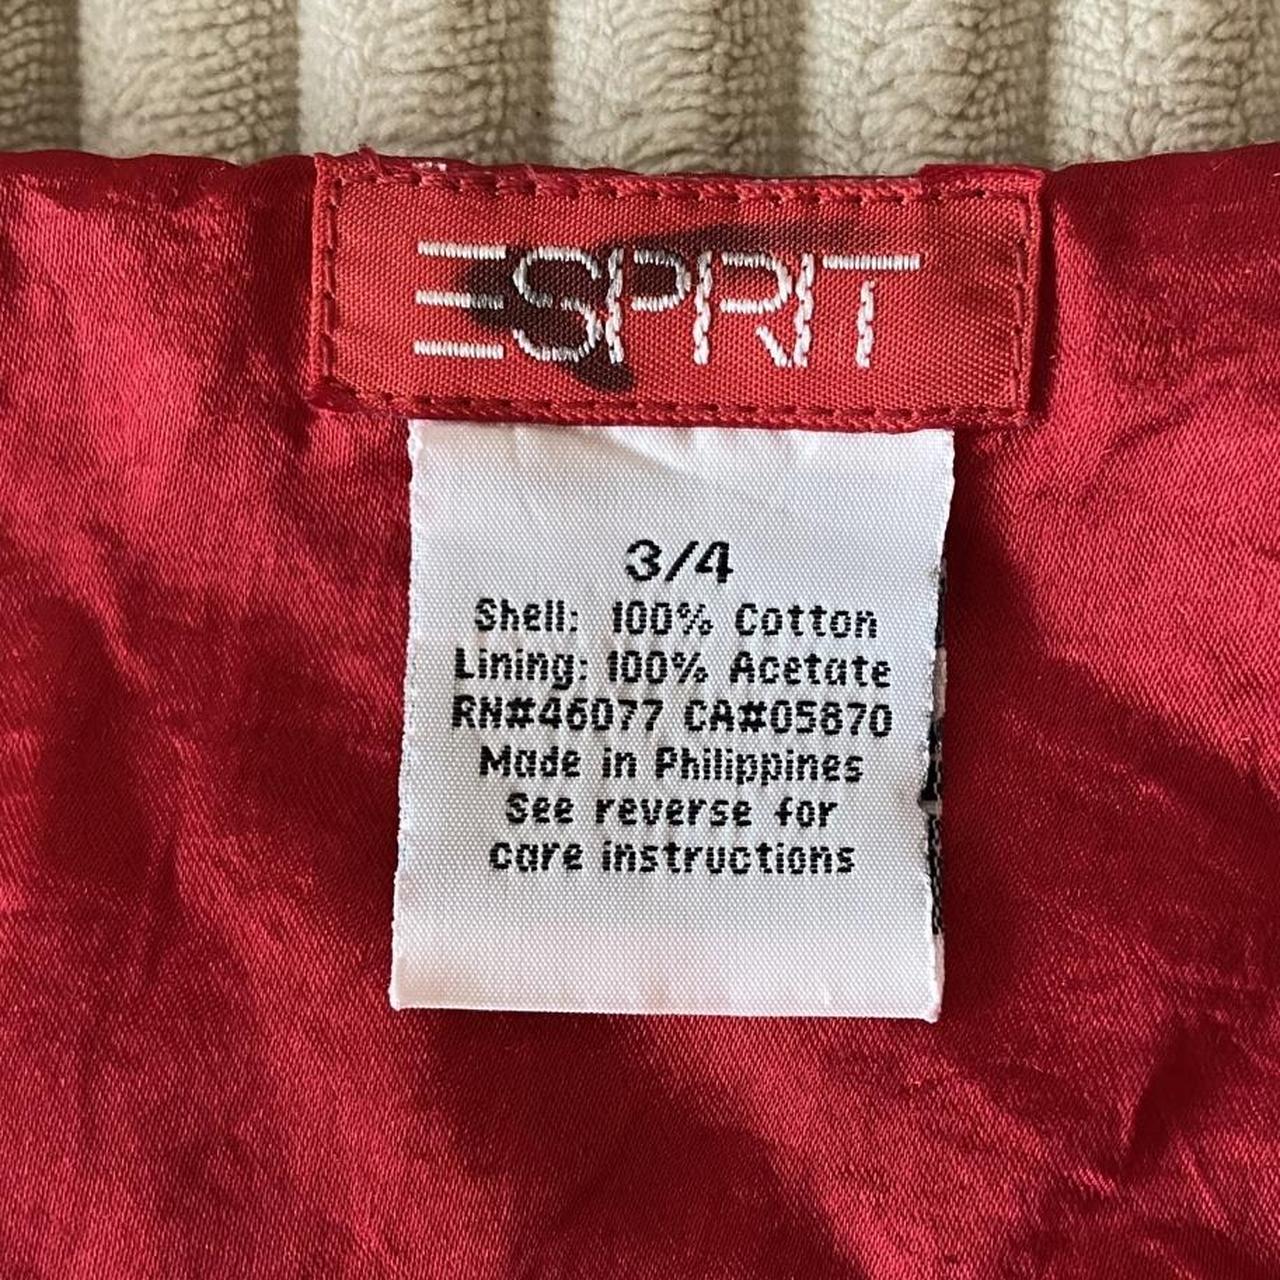 ESPRIT
3/4
Shell: 100% Cotton
Lining: 100% Acetate
RN#46077 CA#05870
Made in Philippines
See reverse for
care instructions